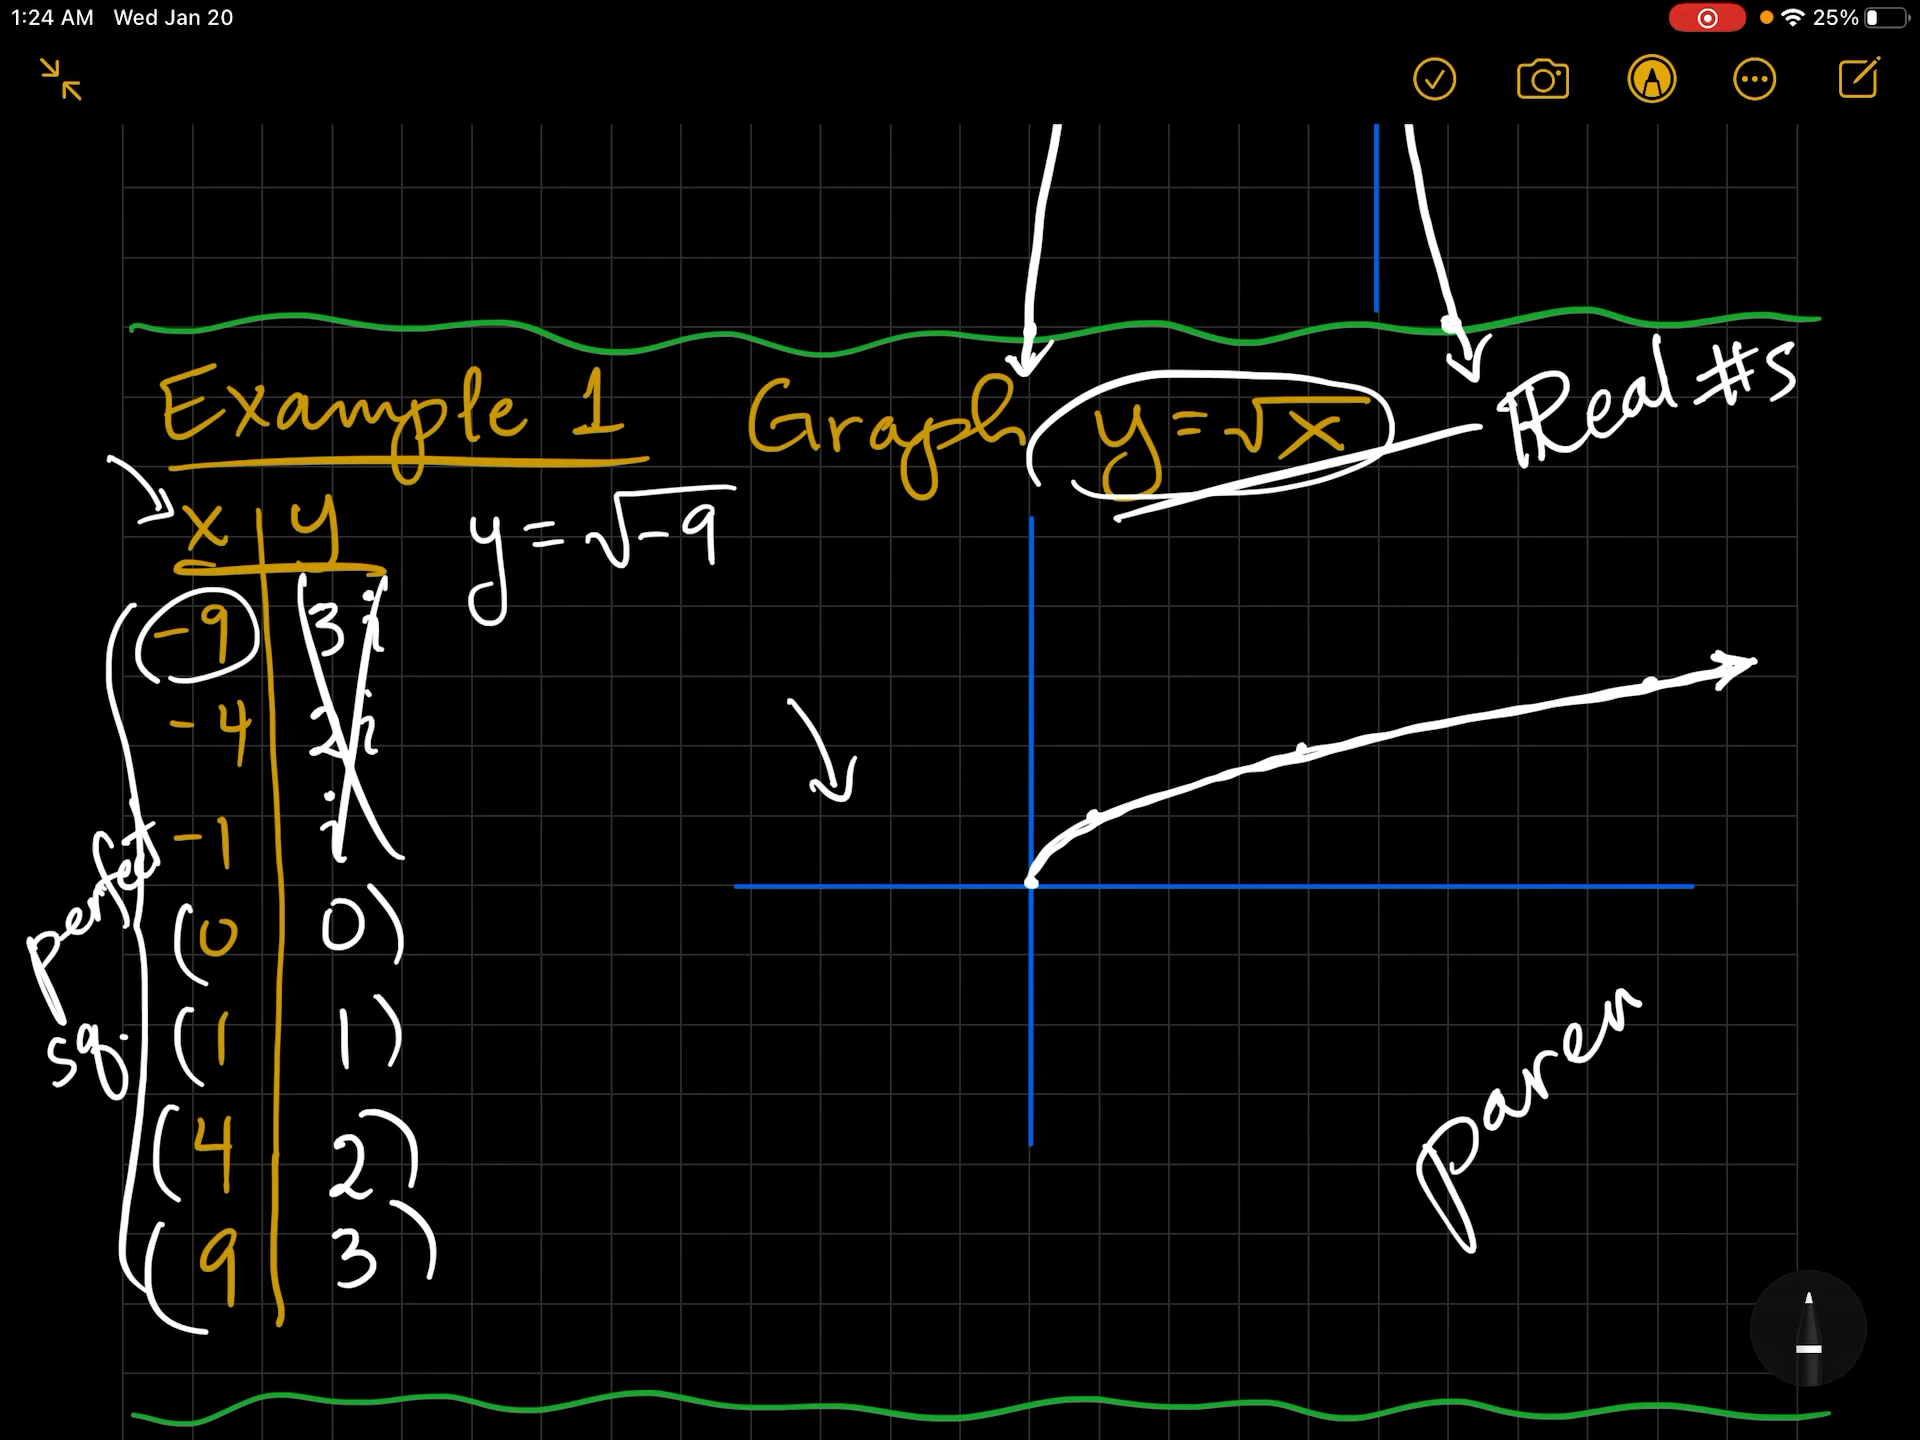 1:24 AM Wed Jan 20
25%
Example 1 Graph y=√x Real #s
x y y=√-9
-9 3i
-4 2i
-1 i
(0 0)
(1 1)
(4 2)
(9 3)
perfect
sq.
paren